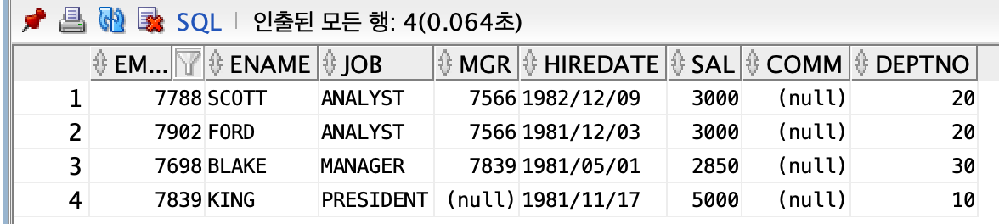 SQL 인출된 모든 행: 4(0.064초)
EM... ENAME JOB MGR HIREDATE SAL COMM DEPTNO
1 7788 SCOTT ANALYST 7566 1982/12/09 3000 (null) 20
2 7902 FORD ANALYST 7566 1981/12/03 3000 (null) 20
3 7698 BLAKE MANAGER 7839 1981/05/01 2850 (null) 30
4 7839 KING PRESIDENT (null) 1981/11/17 5000 (null) 10